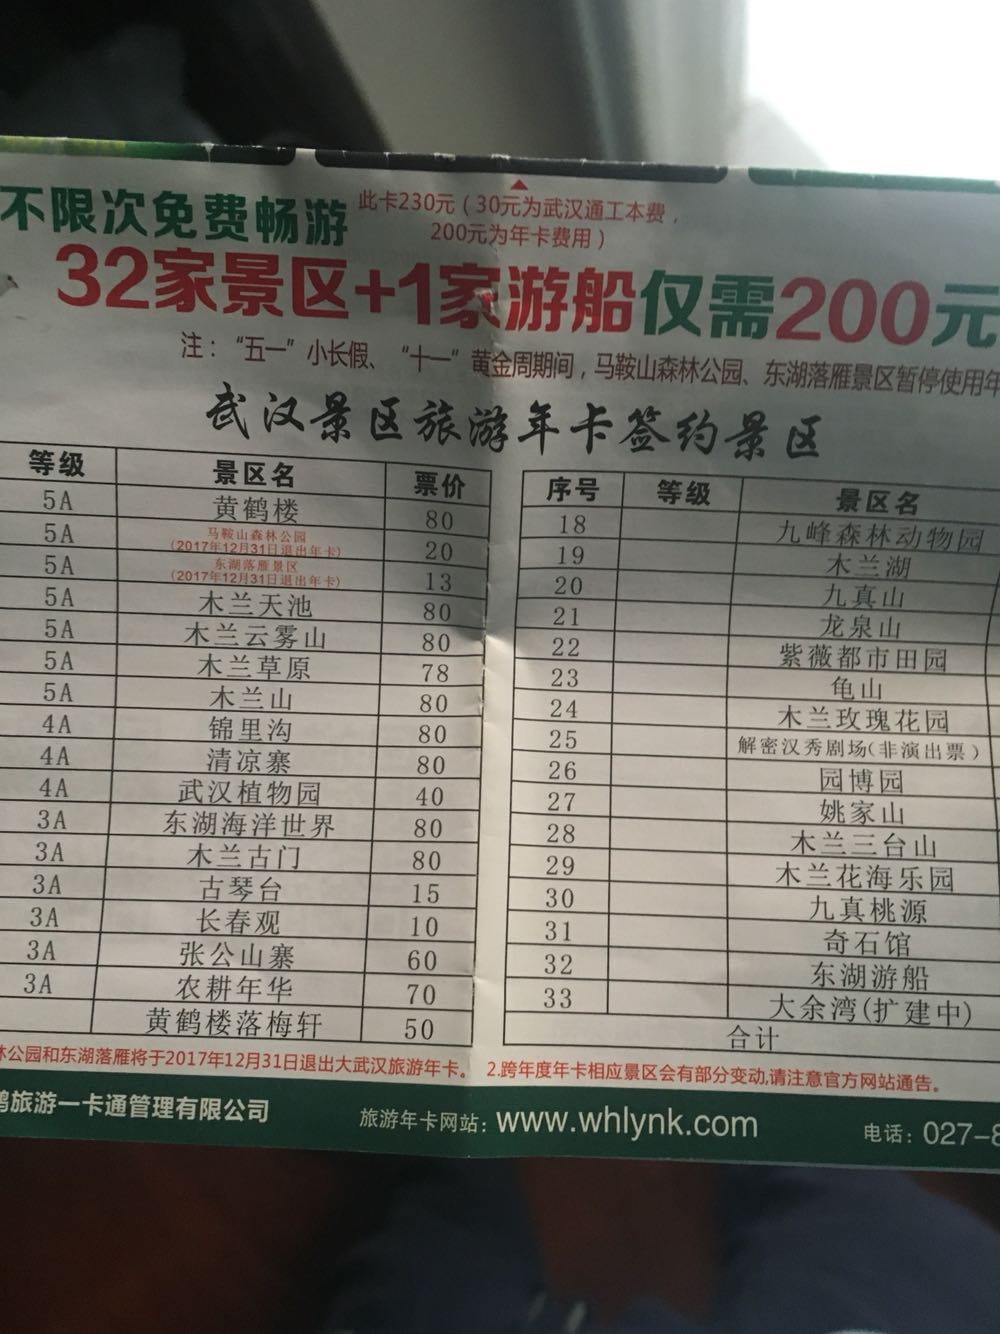 不限次免费畅游
此卡230元（30元为武汉通工本费，
200元为年卡费用）
32家景区+1家游船仅需200元
注：“五一”小长假、“十一”黄金周期间，马鞍山森林公园、东湖落雁景区暂停使用年
武汉景区旅游年卡签约景区
等级 景区名 票价
5A 黄鹤楼 80
5A 马鞍山森林公园 (2017年12月31日退出年卡) 20
5A 东湖落雁景区 (2017年12月31日退出年卡) 13
5A 木兰天池 80
5A 木兰云雾山 80
5A 木兰草原 78
5A 木兰山 80
4A 锦里沟 80
4A 清凉寨 80
4A 武汉植物园 40
3A 东湖海洋世界 80
3A 木兰古门 80
3A 古琴台 15
3A 长春观 10
3A 张公山寨 60
3A 农耕年华 70
黄鹤楼落梅轩 50
序号 等级 景区名
18 九峰森林动物园
19 木兰湖
20 九真山
21 龙泉山
22 紫薇都市田园
23 龟山
24 木兰玫瑰花园
25 解密汉秀剧场(非演出票)
26 园博园
27 姚家山
28 木兰三台山
29 木兰花海乐园
30 九真桃源
31 奇石馆
32 东湖游船
33 大余湾(扩建中)
合计
林公园和东湖落雁将于2017年12月31日退出大武汉旅游年卡。 2.跨年度年卡相应景区会有部分变动,请注意官方网站通告。
鹤旅游一卡通管理有限公司 旅游年卡网站：www.whlynk.com 电话：027-8